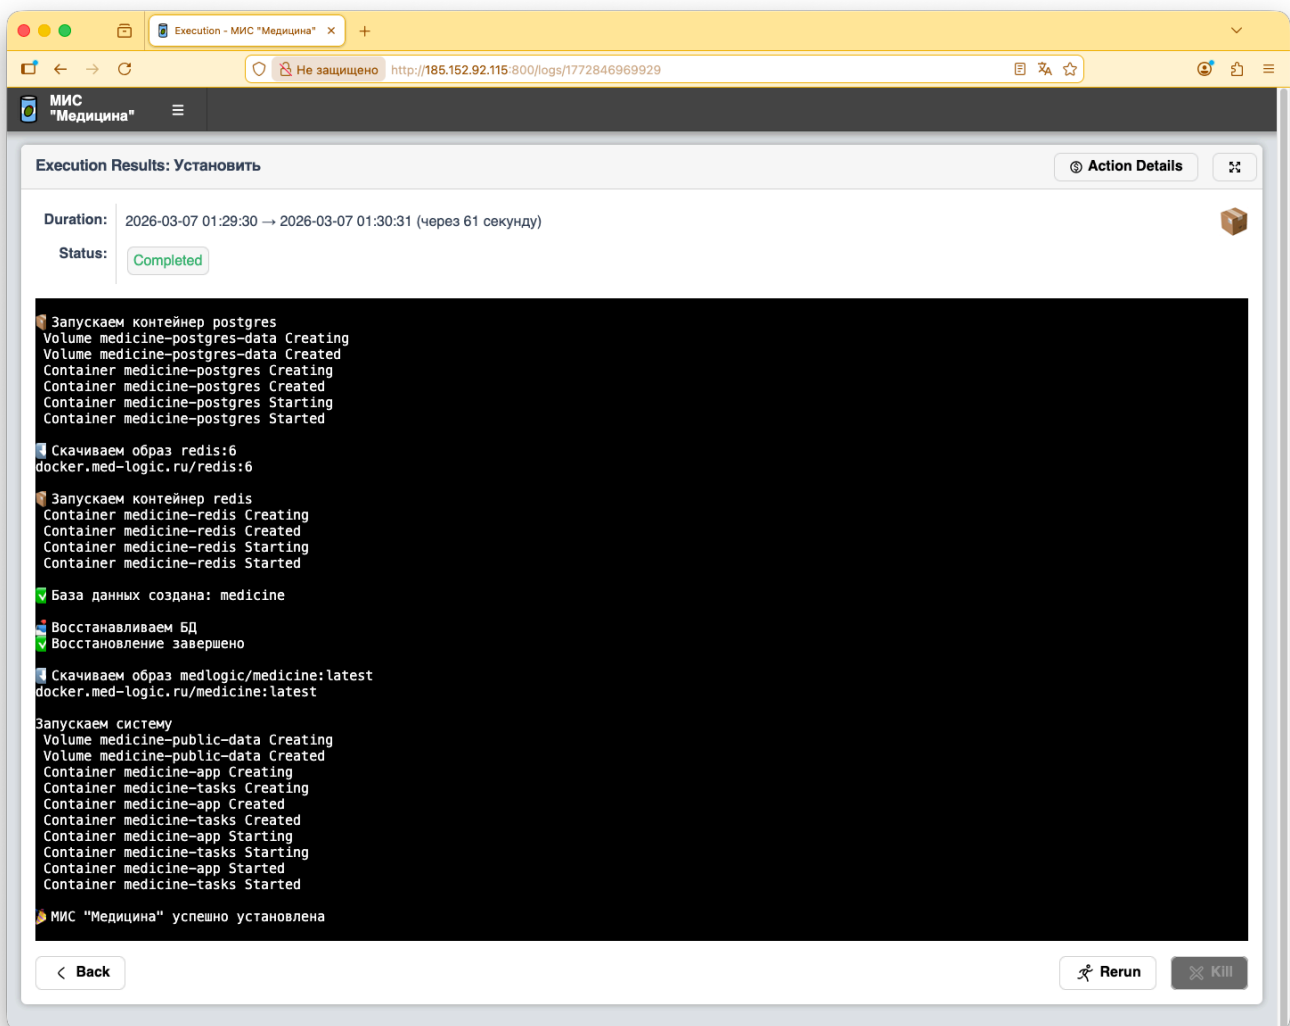 Execution - МИС "Медицина"
Не защищено
http://185.152.92.115:800/logs/1772846969929
МИС
"Медицина"
Execution Results: Установить
Action Details
Duration:
2026-03-07 01:29:30 → 2026-03-07 01:30:31 (через 61 секунду)
Status:
Completed
Запускаем контейнер postgres
Volume medicine-postgres-data Creating
Volume medicine-postgres-data Created
Container medicine-postgres Creating
Container medicine-postgres Created
Container medicine-postgres Starting
Container medicine-postgres Started
Скачиваем образ redis:6
docker.med-logic.ru/redis:6
Запускаем контейнер redis
Container medicine-redis Creating
Container medicine-redis Created
Container medicine-redis Starting
Container medicine-redis Started
База данных создана: medicine
Восстанавливаем БД
Восстановление завершено
Скачиваем образ medlogic/medicine:latest
docker.med-logic.ru/medicine:latest
Запускаем систему
Volume medicine-public-data Creating
Volume medicine-public-data Created
Container medicine-app Creating
Container medicine-tasks Creating
Container medicine-app Created
Container medicine-tasks Created
Container medicine-app Starting
Container medicine-tasks Starting
Container medicine-app Started
Container medicine-tasks Started
МИС "Медицина" успешно установлена
Back
Rerun
Kill